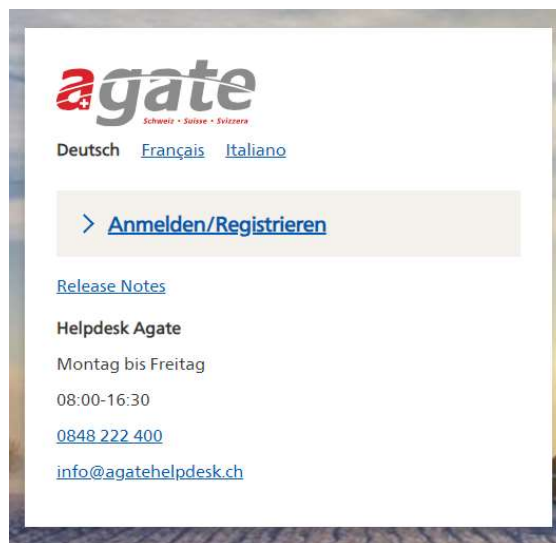 agate
Schweiz • Suisse • Svizzera
Deutsch Français Italiano
> Anmelden/Registrieren
Release Notes
Helpdesk Agate
Montag bis Freitag
08:00-16:30
0848 222 400
info@agatehelpdesk.ch